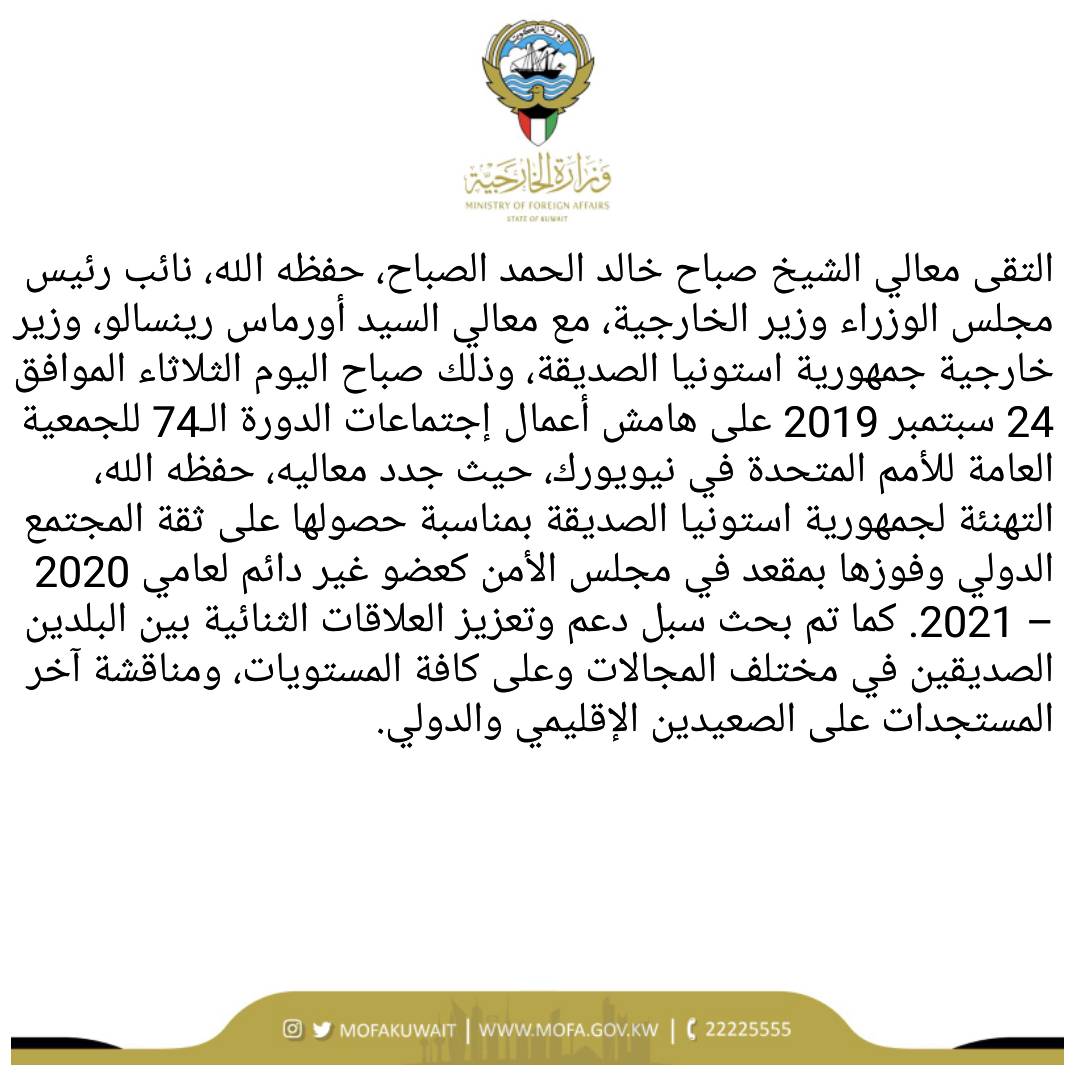 دولة الكويت
وزارة الخارجية
MINISTRY OF FOREIGN AFFAIRS
STATE OF KUWAIT
التقى معالي الشيخ صباح خالد الحمد الصباح، حفظه الله، نائب رئيس
مجلس الوزراء وزير الخارجية، مع معالي السيد أورماس رينسالو، وزير
خارجية جمهورية استونيا الصديقة، وذلك صباح اليوم الثلاثاء الموافق
24 سبتمبر 2019 على هامش أعمال إجتماعات الدورة الـ74 للجمعية
العامة للأمم المتحدة في نيويورك، حيث جدد معاليه، حفظه الله،
التهنئة لجمهورية استونيا الصديقة بمناسبة حصولها على ثقة المجتمع
الدولي وفوزها بمقعد في مجلس الأمن كعضو غير دائم لعامي 2020
– 2021. كما تم بحث سبل دعم وتعزيز العلاقات الثنائية بين البلدين
الصديقين في مختلف المجالات وعلى كافة المستويات، ومناقشة آخر
المستجدات على الصعيدين الإقليمي والدولي.
MOFAKUWAIT | WWW.MOFA.GOV.KW | 22225555